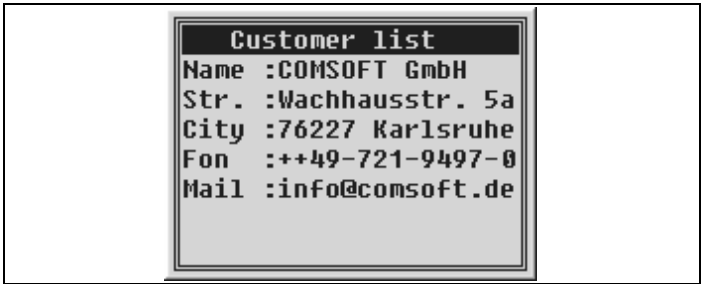 Customer list
Name :COMSOFT GmbH
Str. :Wachhausstr. 5a
City :76227 Karlsruhe
Fon :++49-721-9497-0
Mail :info@comsoft.de